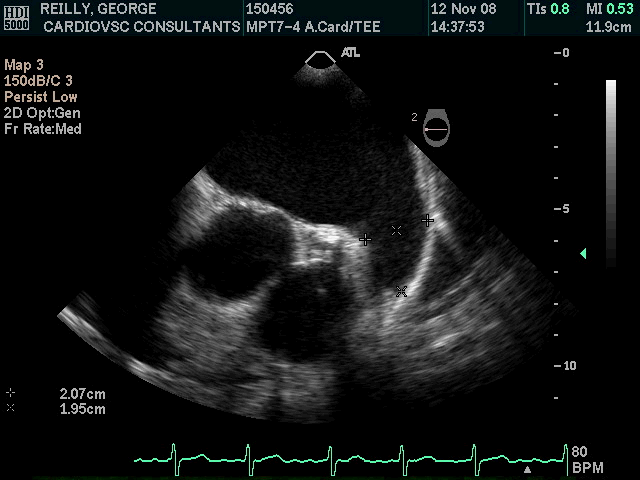 HDI 5000
REILLY, GEORGE 150456 12 Nov 08 TIs 0.8 MI 0.53
CARDIOVSC CONSULTANTS MPT7-4 A.Card/TEE 14:37:53 11.9cm
ATL
Map 3
150dB/C 3
Persist Low
2D Opt:Gen
Fr Rate:Med
2
0
5
10
2.07cm
1.95cm
80
BPM